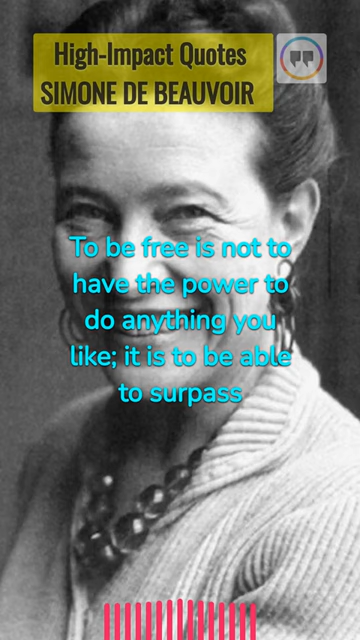 High-Impact Quotes
SIMONE DE BEAUVOIR
To be free is not to
have the power to
do anything you
like; it is to be able
to surpass